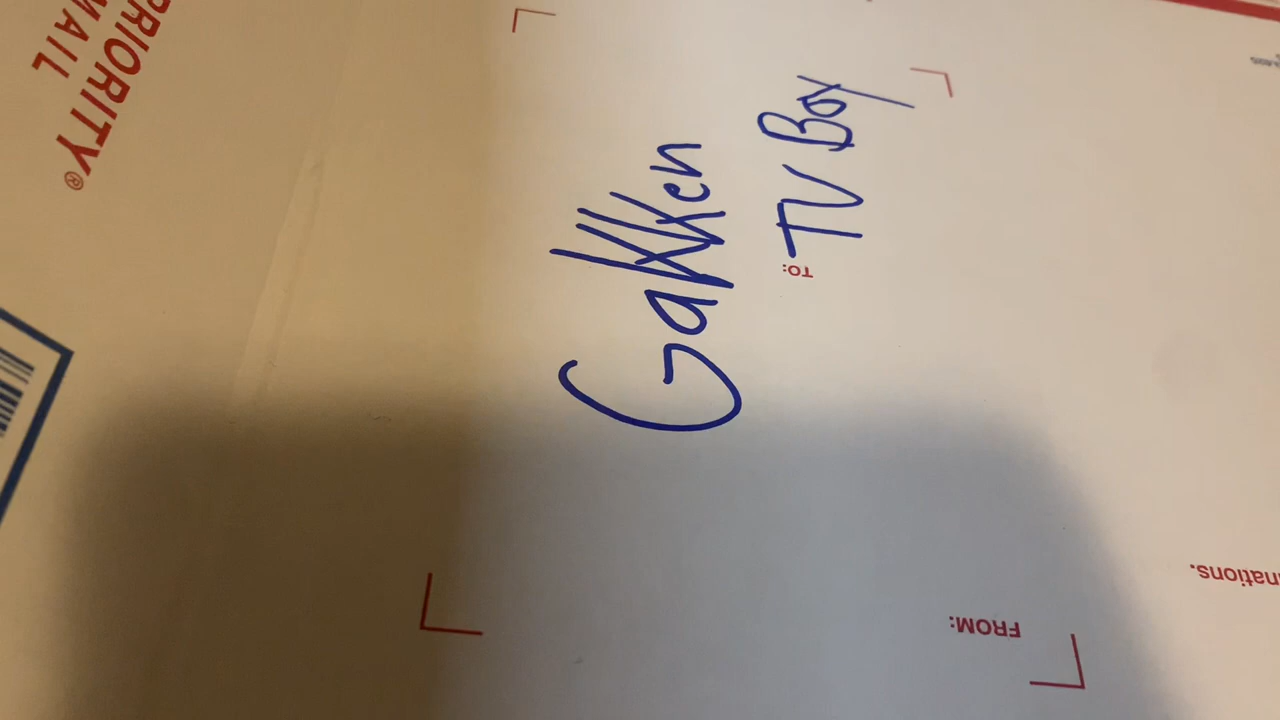 PRIORITY®
MAIL
Gakken
TV Boy
TO:
FROM:
nations.